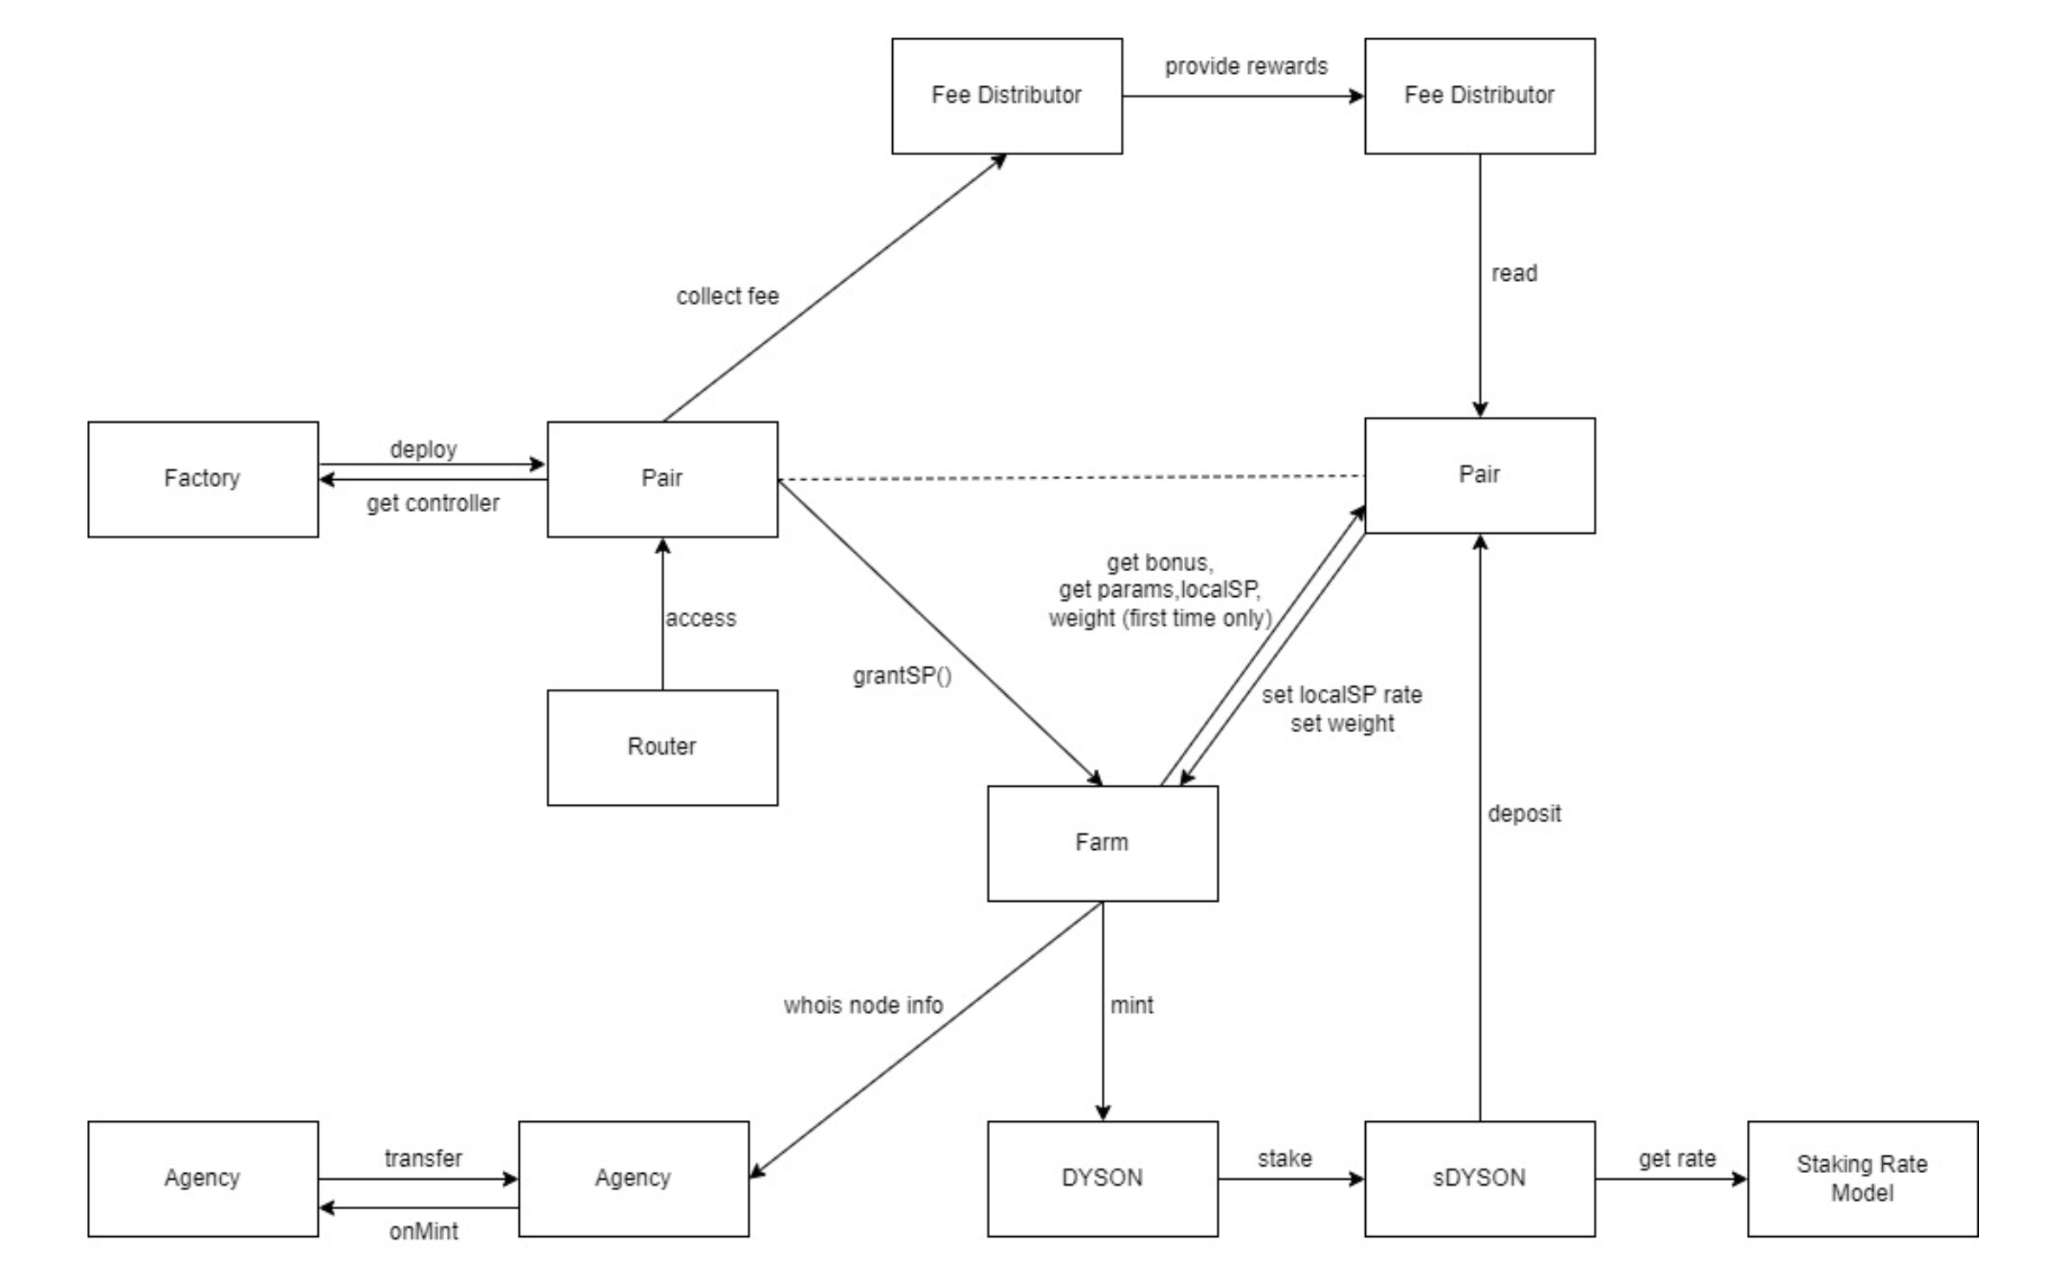 Fee Distributor
provide rewards
Fee Distributor
collect fee
read
Factory
deploy
get controller
Pair
Pair
access
get bonus,
get params,localSP,
weight (first time only)
grantSP()
set localSP rate
set weight
Router
Farm
deposit
whois node info
mint
Agency
transfer
onMint
Agency
DYSON
stake
sDYSON
get rate
Staking Rate
Model